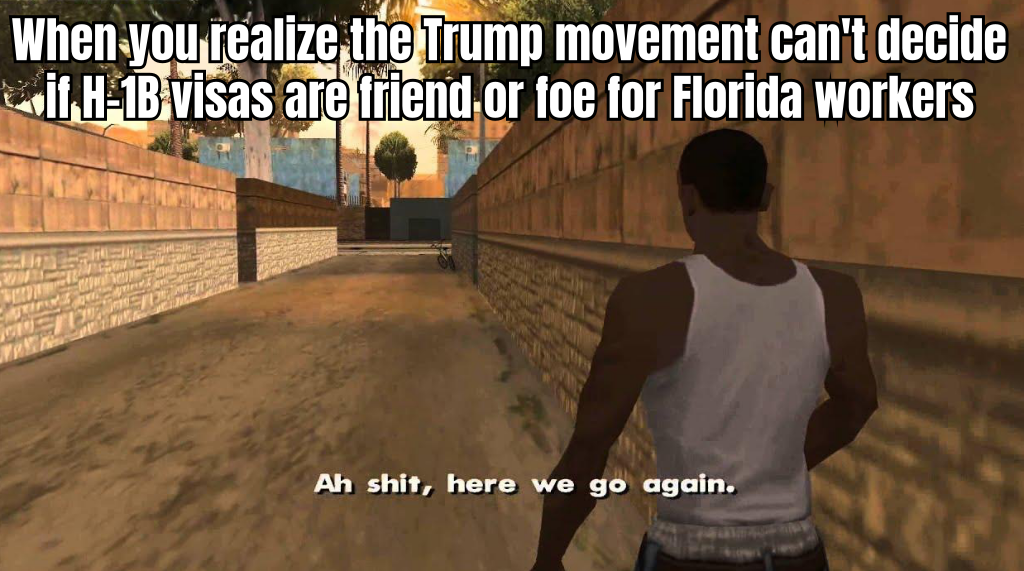 When you realize the Trump movement can't decide
if H-1B visas are friend or foe for Florida workers
Ah shit, here we go again.